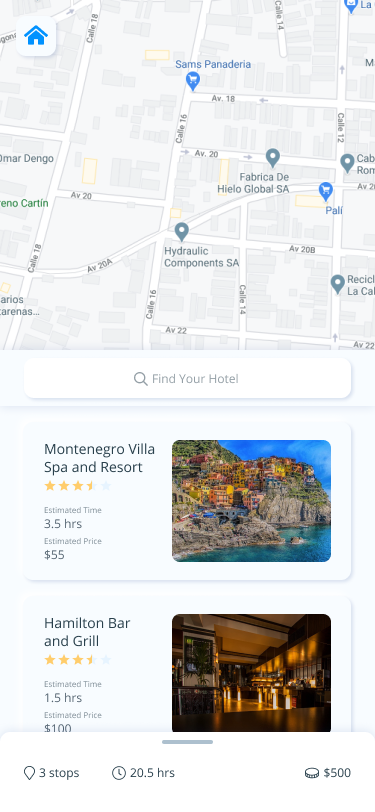 Calle 18
Calle 14
La
Sams Panaderia
Av. 18
Calle 16
Calle 12
Omar Dengo
Av. 20
Fabrica De
Hielo Global SA
Cab
Rom
Av 20
eno Cartín
Palí
Hydraulic
Components SA
Av 20B
Calle 18
Av 20A
Recicl
La Cal
arios
tarenas...
Calle 16
Calle 14
Av 22
Av 22
Find Your Hotel
Montenegro Villa
Spa and Resort
Estimated Time
3.5 hrs
Estimated Price
$55
Hamilton Bar
and Grill
Estimated Time
1.5 hrs
Estimated Price
$100
3 stops
20.5 hrs
$500